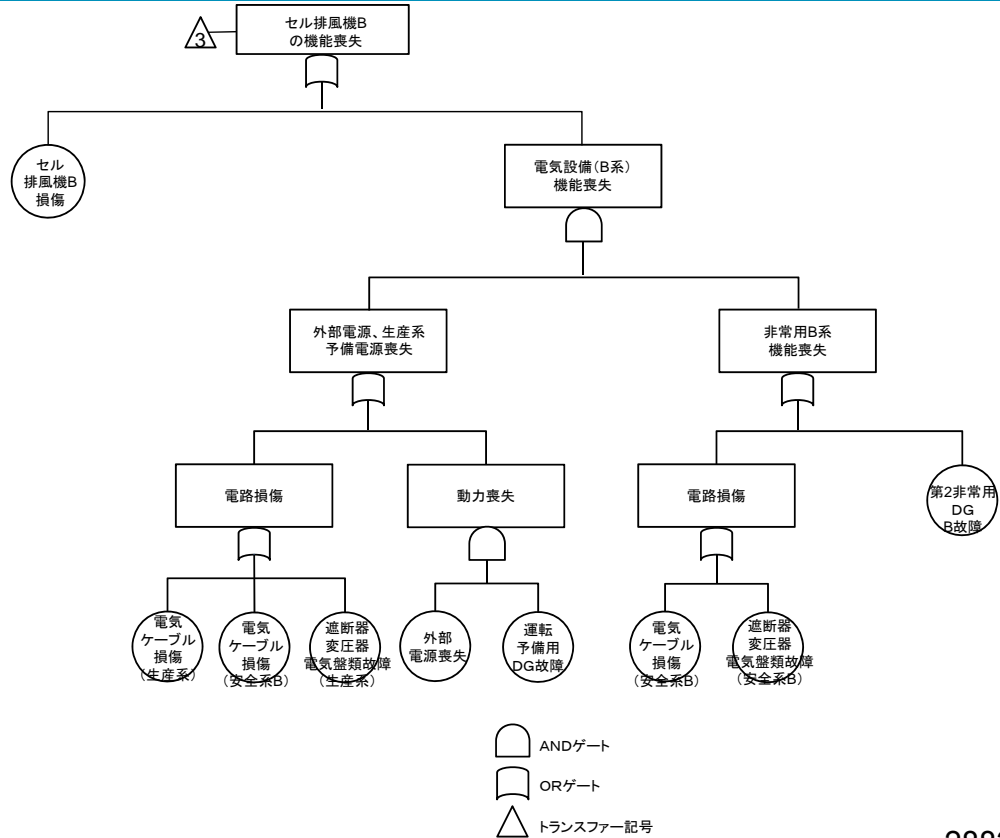 セル排風機B
の機能喪失
3
セル
排風機B
損傷
電気設備(B系)
機能喪失
外部電源、生産系
予備電源喪失
非常用B系
機能喪失
電路損傷
動力喪失
電路損傷
第2非常用
DG
B故障
電気
ケーブル
損傷
(生産系)
電気
ケーブル
損傷
(安全系B)
遮断器
変圧器
電気盤類故障
(生産系)
外部
電源喪失
運転
予備用
DG故障
電気
ケーブル
損傷
(安全系B)
遮断器
変圧器
電気盤類故障
(安全系B)
ANDゲート
ORゲート
トランスファー記号